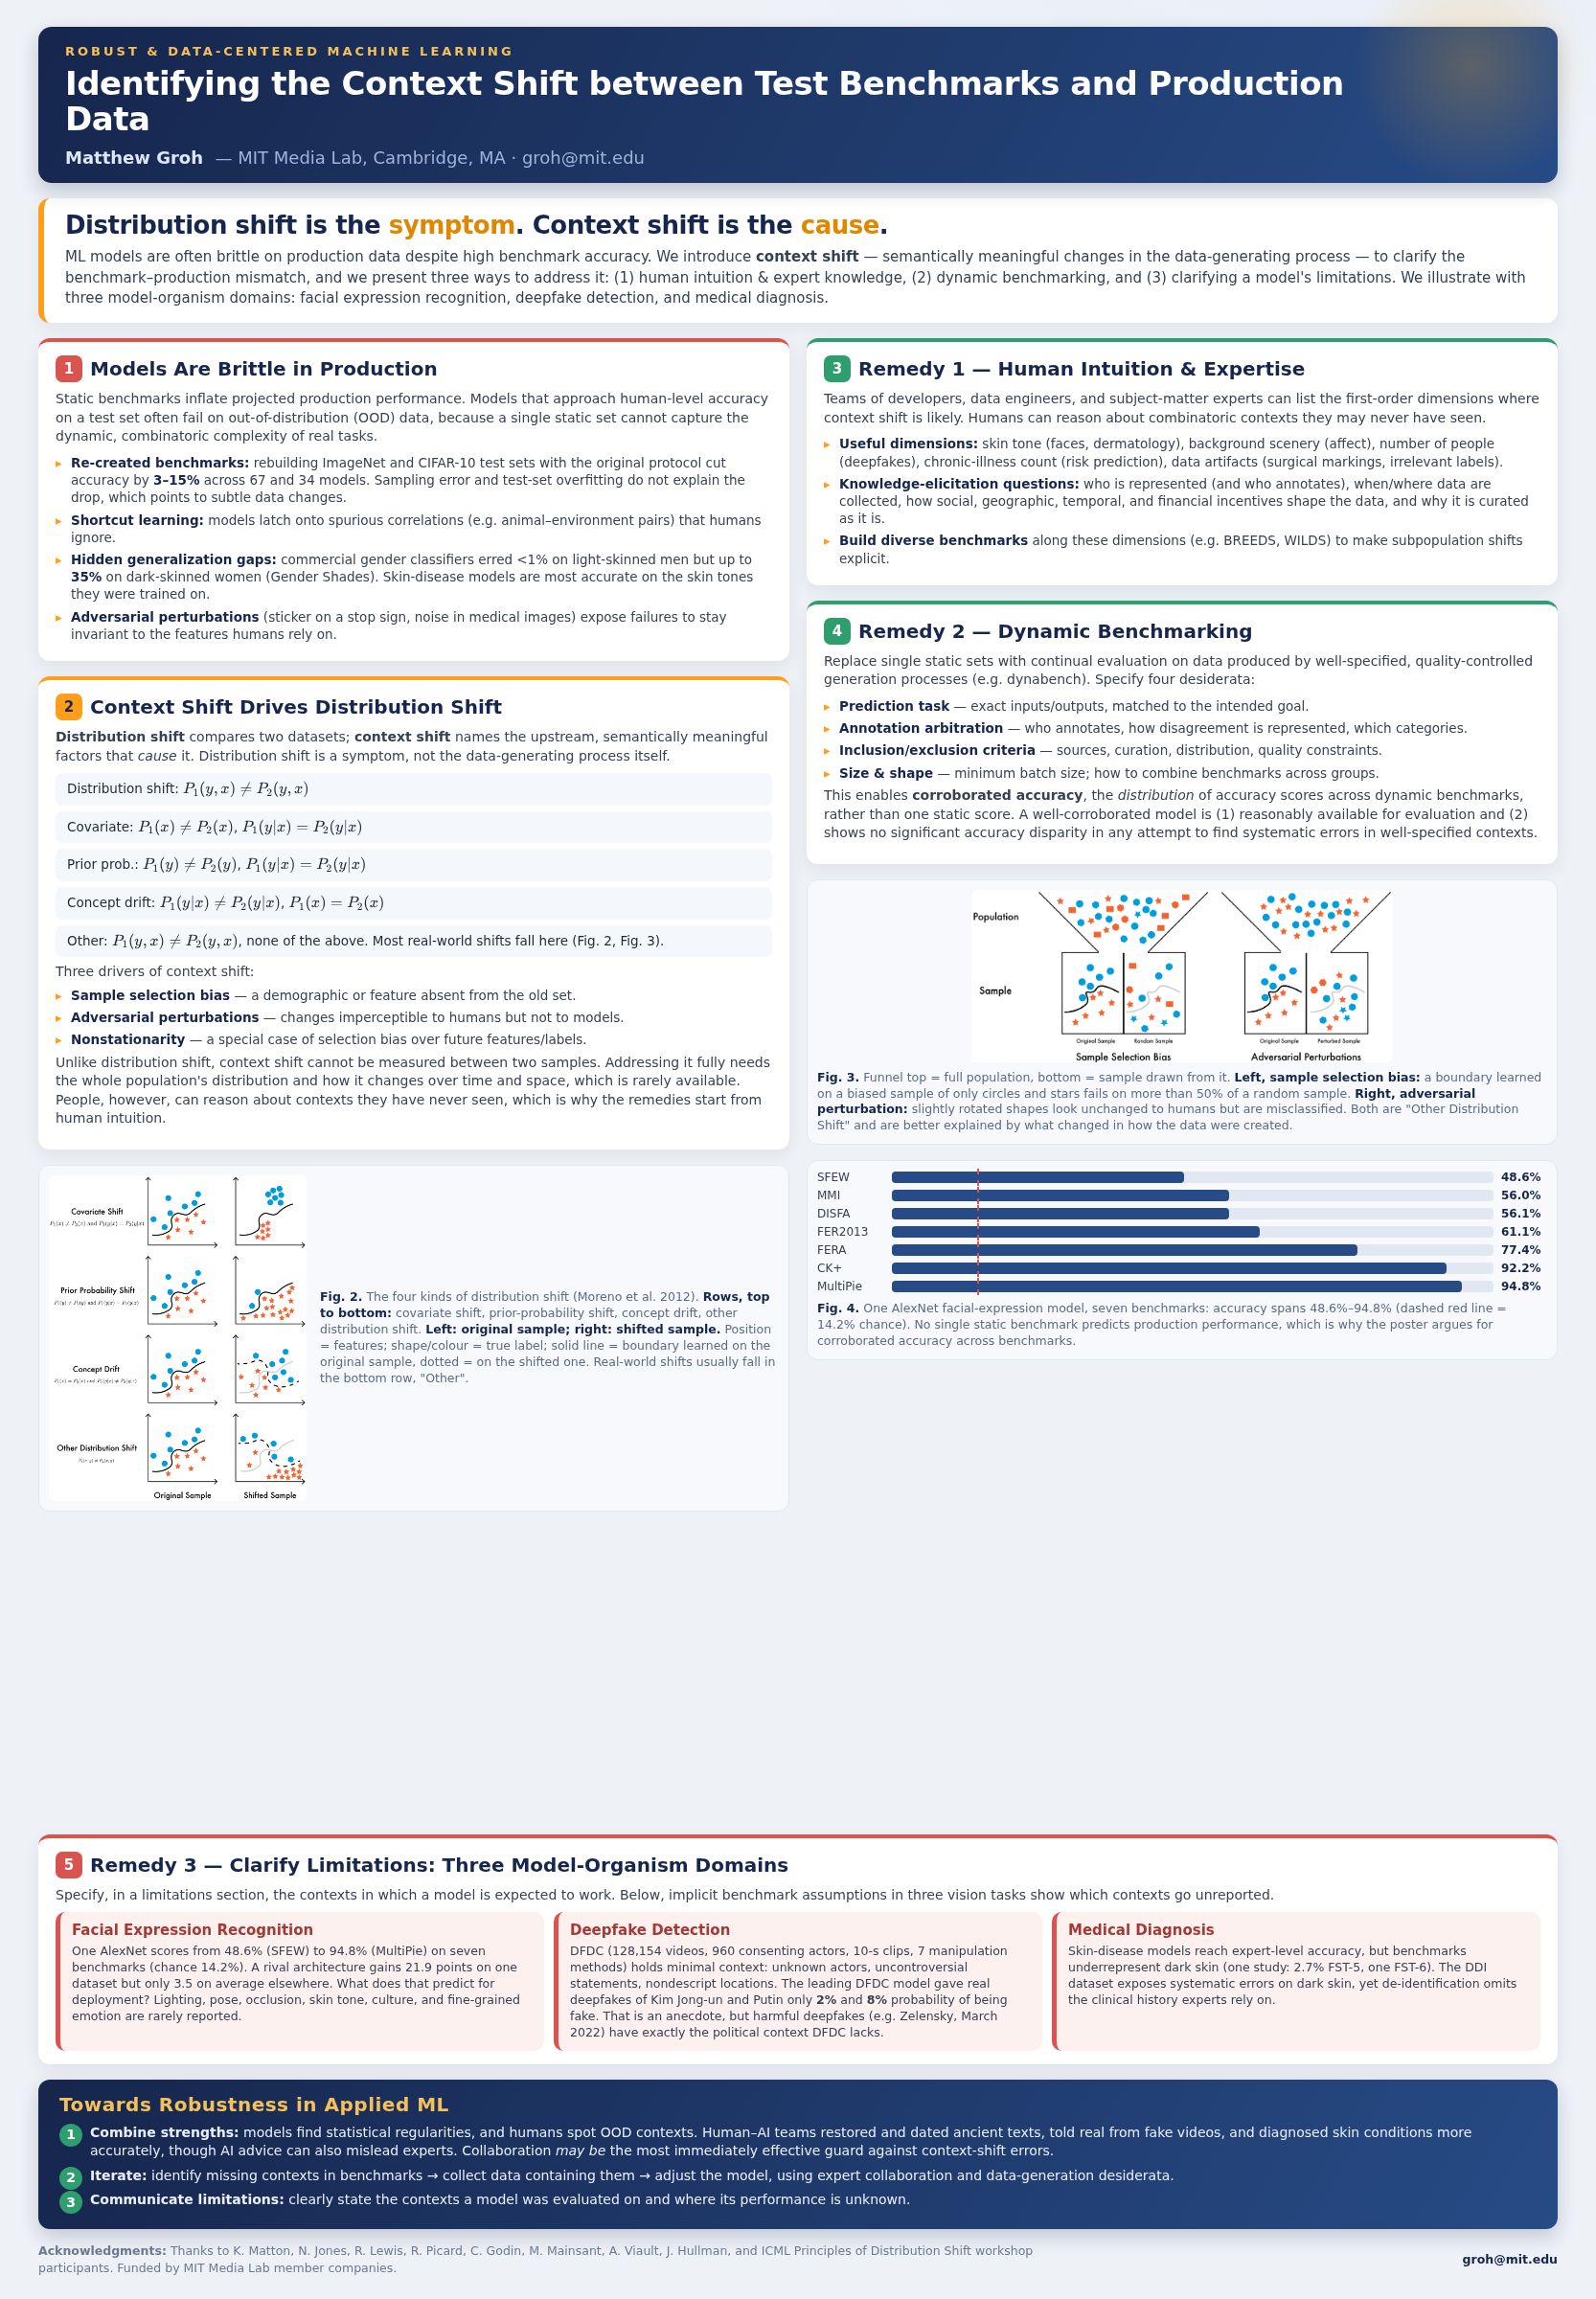 ROBUST & DATA-CENTERED MACHINE LEARNING
Identifying the Context Shift between Test Benchmarks and Production
Data
Matthew Groh — MIT Media Lab, Cambridge, MA · groh@mit.edu
Distribution shift is the symptom. Context shift is the cause.
ML models are often brittle on production data despite high benchmark accuracy. We introduce context shift — semantically meaningful changes in the data-generating process — to clarify the
benchmark–production mismatch, and we present three ways to address it: (1) human intuition & expert knowledge, (2) dynamic benchmarking, and (3) clarifying a model's limitations. We illustrate with
three model-organism domains: facial expression recognition, deepfake detection, and medical diagnosis.
1 Models Are Brittle in Production
Static benchmarks inflate projected production performance. Models that approach human-level accuracy
on a test set often fail on out-of-distribution (OOD) data, because a single static set cannot capture the
dynamic, combinatoric complexity of real tasks.
▸ Re-created benchmarks: rebuilding ImageNet and CIFAR-10 test sets with the original protocol cut
accuracy by 3–15% across 67 and 34 models. Sampling error and test-set overfitting do not explain the
drop, which points to subtle data changes.
▸ Shortcut learning: models latch onto spurious correlations (e.g. animal–environment pairs) that humans
ignore.
▸ Hidden generalization gaps: commercial gender classifiers erred <1% on light-skinned men but up to
35% on dark-skinned women (Gender Shades). Skin-disease models are most accurate on the skin tones
they were trained on.
▸ Adversarial perturbations (sticker on a stop sign, noise in medical images) expose failures to stay
invariant to the features humans rely on.
2 Context Shift Drives Distribution Shift
Distribution shift compares two datasets; context shift names the upstream, semantically meaningful
factors that cause it. Distribution shift is a symptom, not the data-generating process itself.
Distribution shift: P₁(y, x) ≠ P₂(y, x)
Covariate: P₁(x) ≠ P₂(x), P₁(y|x) = P₂(y|x)
Prior prob.: P₁(y) ≠ P₂(y), P₁(y|x) = P₂(y|x)
Concept drift: P₁(y|x) ≠ P₂(y|x), P₁(x) = P₂(x)
Other: P₁(y, x) ≠ P₂(y, x), none of the above. Most real-world shifts fall here (Fig. 2, Fig. 3).
Three drivers of context shift:
▸ Sample selection bias — a demographic or feature absent from the old set.
▸ Adversarial perturbations — changes imperceptible to humans but not to models.
▸ Nonstationarity — a special case of selection bias over future features/labels.
Unlike distribution shift, context shift cannot be measured between two samples. Addressing it fully needs
the whole population's distribution and how it changes over time and space, which is rarely available.
People, however, can reason about contexts they have never seen, which is why the remedies start from
human intuition.
Covariate Shift
Prior Probability Shift
Concept Drift
Other Distribution Shift
Original Sample
Shifted Sample
Fig. 2. The four kinds of distribution shift (Moreno et al. 2012). Rows, top
to bottom: covariate shift, prior-probability shift, concept drift, other
distribution shift. Left: original sample; right: shifted sample. Position
= features; shape/colour = true label; solid line = boundary learned on the
original sample, dotted = on the shifted one. Real-world shifts usually fall in
the bottom row, "Other".
3 Remedy 1 — Human Intuition & Expertise
Teams of developers, data engineers, and subject-matter experts can list the first-order dimensions where
context shift is likely. Humans can reason about combinatoric contexts they may never have seen.
▸ Useful dimensions: skin tone (faces, dermatology), background scenery (affect), number of people
(deepfakes), chronic-illness count (risk prediction), data artifacts (surgical markings, irrelevant labels).
▸ Knowledge-elicitation questions: who is represented (and who annotates), when/where data are
collected, how social, geographic, temporal, and financial incentives shape the data, and why it is curated
as it is.
▸ Build diverse benchmarks along these dimensions (e.g. BREEDS, WILDS) to make subpopulation shifts
explicit.
4 Remedy 2 — Dynamic Benchmarking
Replace single static sets with continual evaluation on data produced by well-specified, quality-controlled
generation processes (e.g. dynabench). Specify four desiderata:
▸ Prediction task — exact inputs/outputs, matched to the intended goal.
▸ Annotation arbitration — who annotates, how disagreement is represented, which categories.
▸ Inclusion/exclusion criteria — sources, curation, distribution, quality constraints.
▸ Size & shape — minimum batch size; how to combine benchmarks across groups.
This enables corroborated accuracy, the distribution of accuracy scores across dynamic benchmarks,
rather than one static score. A well-corroborated model is (1) reasonably available for evaluation and (2)
shows no significant accuracy disparity in any attempt to find systematic errors in well-specified contexts.
Population
Sample
Original Sample
Random Sample
Original Sample
Perturbed Sample
Sample Selection Bias
Adversarial Perturbations
Fig. 3. Funnel top = full population, bottom = sample drawn from it. Left, sample selection bias: a boundary learned
on a biased sample of only circles and stars fails on more than 50% of a random sample. Right, adversarial
perturbation: slightly rotated shapes look unchanged to humans but are misclassified. Both are "Other Distribution
Shift" and are better explained by what changed in how the data were created.
SFEW 48.6%
MMI 56.0%
DISFA 56.1%
FER2013 61.1%
FERA 77.4%
CK+ 92.2%
MultiPie 94.8%
Fig. 4. One AlexNet facial-expression model, seven benchmarks: accuracy spans 48.6%–94.8% (dashed red line =
14.2% chance). No single static benchmark predicts production performance, which is why the poster argues for
corroborated accuracy across benchmarks.
5 Remedy 3 — Clarify Limitations: Three Model-Organism Domains
Specify, in a limitations section, the contexts in which a model is expected to work. Below, implicit benchmark assumptions in three vision tasks show which contexts go unreported.
Facial Expression Recognition
One AlexNet scores from 48.6% (SFEW) to 94.8% (MultiPie) on seven
benchmarks (chance 14.2%). A rival architecture gains 21.9 points on one
dataset but only 3.5 on average elsewhere. What does that predict for
deployment? Lighting, pose, occlusion, skin tone, culture, and fine-grained
emotion are rarely reported.
Deepfake Detection
DFDC (128,154 videos, 960 consenting actors, 10-s clips, 7 manipulation
methods) holds minimal context: unknown actors, uncontroversial
statements, nondescript locations. The leading DFDC model gave real
deepfakes of Kim Jong-un and Putin only 2% and 8% probability of being
fake. That is an anecdote, but harmful deepfakes (e.g. Zelensky, March
2022) have exactly the political context DFDC lacks.
Medical Diagnosis
Skin-disease models reach expert-level accuracy, but benchmarks
underrepresent dark skin (one study: 2.7% FST-5, one FST-6). The DDI
dataset exposes systematic errors on dark skin, yet de-identification omits
the clinical history experts rely on.
Towards Robustness in Applied ML
1 Combine strengths: models find statistical regularities, and humans spot OOD contexts. Human–AI teams restored and dated ancient texts, told real from fake videos, and diagnosed skin conditions more
accurately, though AI advice can also mislead experts. Collaboration may be the most immediately effective guard against context-shift errors.
2 Iterate: identify missing contexts in benchmarks → collect data containing them → adjust the model, using expert collaboration and data-generation desiderata.
3 Communicate limitations: clearly state the contexts a model was evaluated on and where its performance is unknown.
Acknowledgments: Thanks to K. Matton, N. Jones, R. Lewis, R. Picard, C. Godin, M. Mainsant, A. Viault, J. Hullman, and ICML Principles of Distribution Shift workshop
participants. Funded by MIT Media Lab member companies.
groh@mit.edu